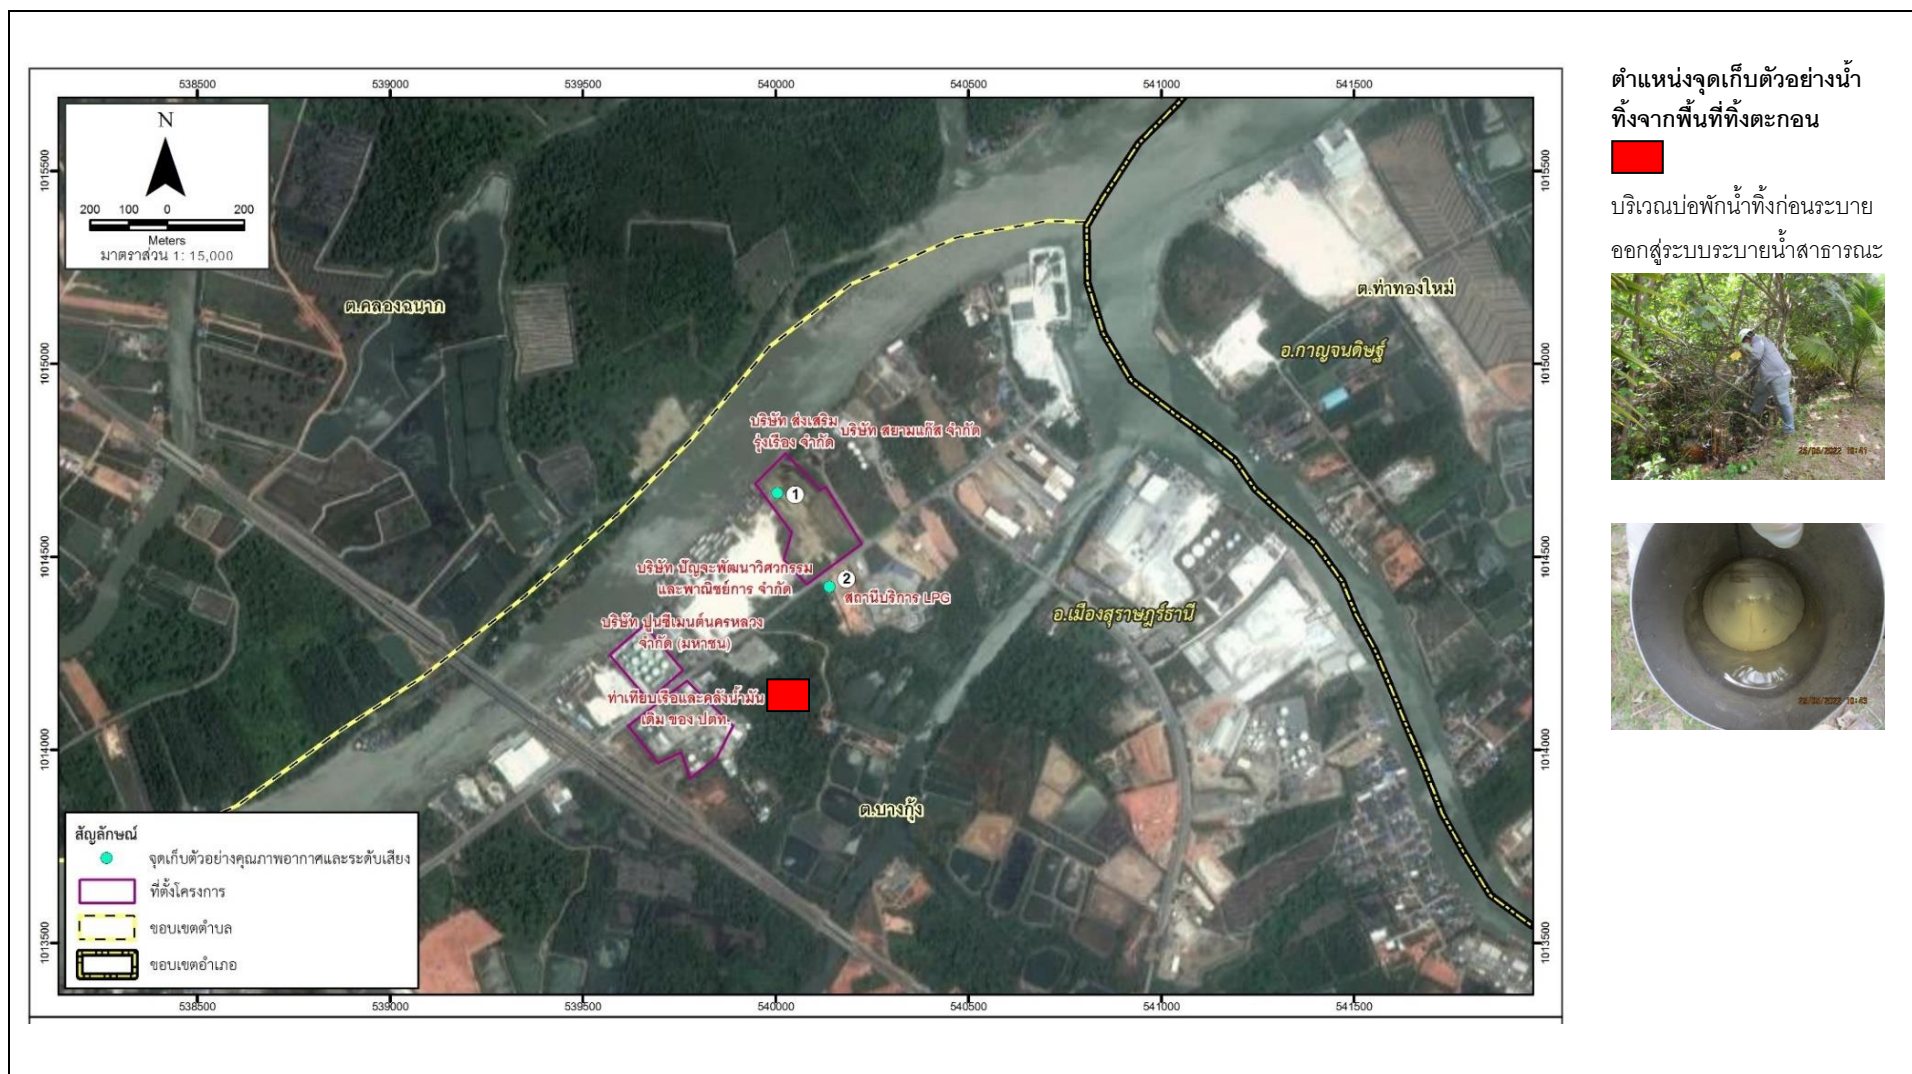 538500 539000 539500 540000 540500 541000 541500
N
200 100 0 200
Meters
มาตราส่วน 1: 15,000
1015500
1015000
1014500
1014000
1013500
1015500
1015000
1014500
1014000
1013500
ต.คลองฉนาก
ต.ท่าทองใหม่
อ.กาญจนดิษฐ์
บริษัท ส่งเสริม
รุ่งเรือง จำกัด
บริษัท สยามแก๊ส จำกัด
1
บริษัท ปัญจะพัฒนาวิศวกรรม
และพาณิชย์การ จำกัด
2
สถานีบริการ LPG
บริษัท ปูนซีเมนต์นครหลวง
จำกัด (มหาชน)
อ.เมืองสุราษฎร์ธานี
ท่าเทียบเรือและคลังน้ำมัน
เดิม ของ ปตท.
ต.บางกุ้ง
สัญลักษณ์
จุดเก็บตัวอย่างคุณภาพอากาศและระดับเสียง
ที่ตั้งโครงการ
ขอบเขตตำบล
ขอบเขตอำเภอ
538500 539000 539500 540000 540500 541000 541500
ตำแหน่งจุดเก็บตัวอย่างน้ำ
ทิ้งจากพื้นที่ทิ้งตะกอน
บริเวณบ่อพักน้ำทิ้งก่อนระบาย
ออกสู่ระบบระบายน้ำสาธารณะ